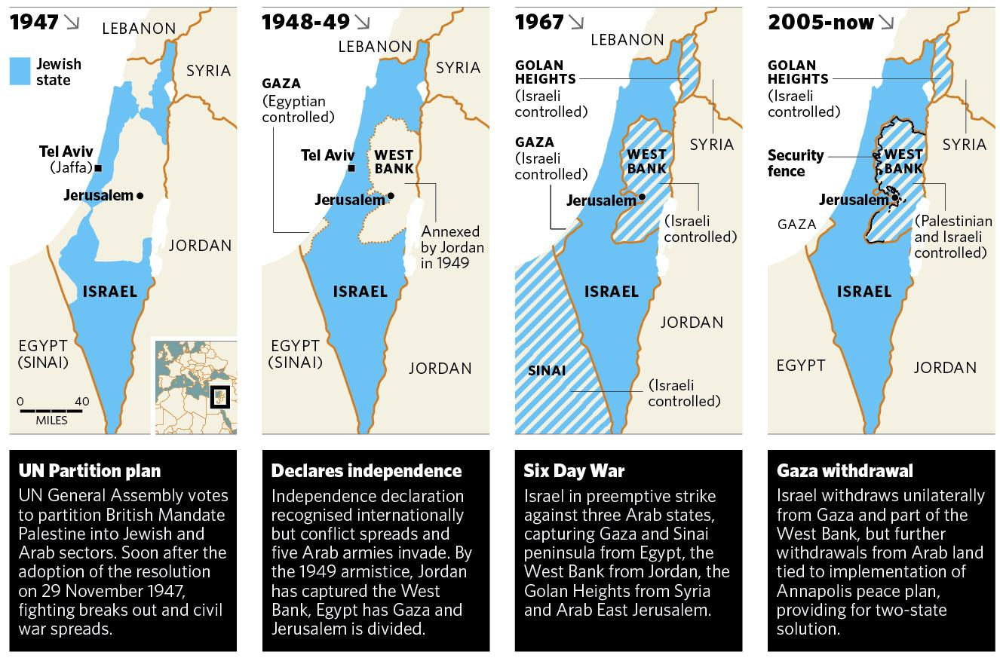 1947
LEBANON
Jewish
state
SYRIA
Tel Aviv
(Jaffa)
Jerusalem
JORDAN
ISRAEL
EGYPT
(SINAI)
0 40
MILES
UN Partition plan
UN General Assembly votes
to partition British Mandate
Palestine into Jewish and
Arab sectors. Soon after the
adoption of the resolution
on 29 November 1947,
fighting breaks out and civil
war spreads.
1948-49
LEBANON
SYRIA
GAZA
(Egyptian
controlled)
Tel Aviv
WEST
BANK
Jerusalem
Annexed
by Jordan
in 1949
ISRAEL
EGYPT
(SINAI)
JORDAN
Declares independence
Independence declaration
recognised internationally
but conflict spreads and
five Arab armies invade. By
the 1949 armistice, Jordan
has captured the West
Bank, Egypt has Gaza and
Jerusalem is divided.
1967
LEBANON
GOLAN
HEIGHTS
(Israeli
controlled)
SYRIA
GAZA
(Israeli
controlled)
WEST
BANK
Jerusalem
(Israeli
controlled)
ISRAEL
JORDAN
SINAI
(Israeli
controlled)
Six Day War
Israel in preemptive strike
against three Arab states,
capturing Gaza and Sinai
peninsula from Egypt, the
West Bank from Jordan, the
Golan Heights from Syria
and Arab East Jerusalem.
2005-now
GOLAN
HEIGHTS
(Israeli
controlled)
SYRIA
Security
fence
WEST
BANK
Jerusalem
GAZA
(Palestinian
and Israeli
controlled)
ISRAEL
EGYPT
JORDAN
Gaza withdrawal
Israel withdraws unilaterally
from Gaza and part of the
West Bank, but further
withdrawals from Arab land
tied to implementation of
Annapolis peace plan,
providing for two-state
solution.